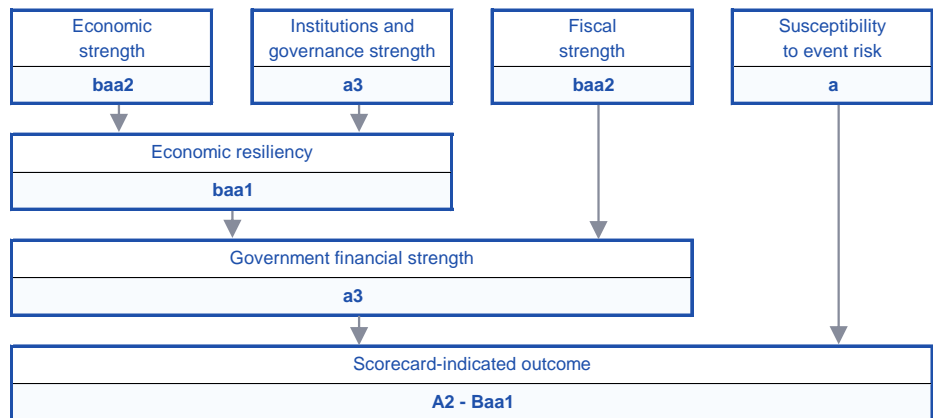 Economic
strength
baa2
Institutions and
governance strength
a3
Fiscal
strength
baa2
Susceptibility
to event risk
a
Economic resiliency
baa1
Government financial strength
a3
Scorecard-indicated outcome
A2 - Baa1